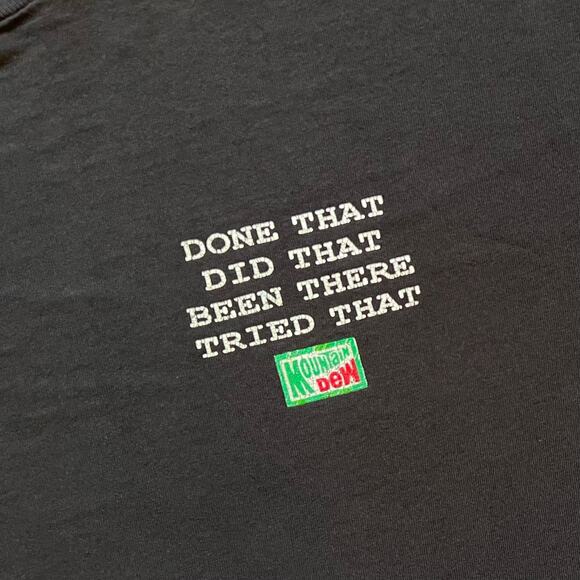 DONE THAT
DID THAT
BEEN THERE
TRIED THAT
MOUNTAIN
DEW